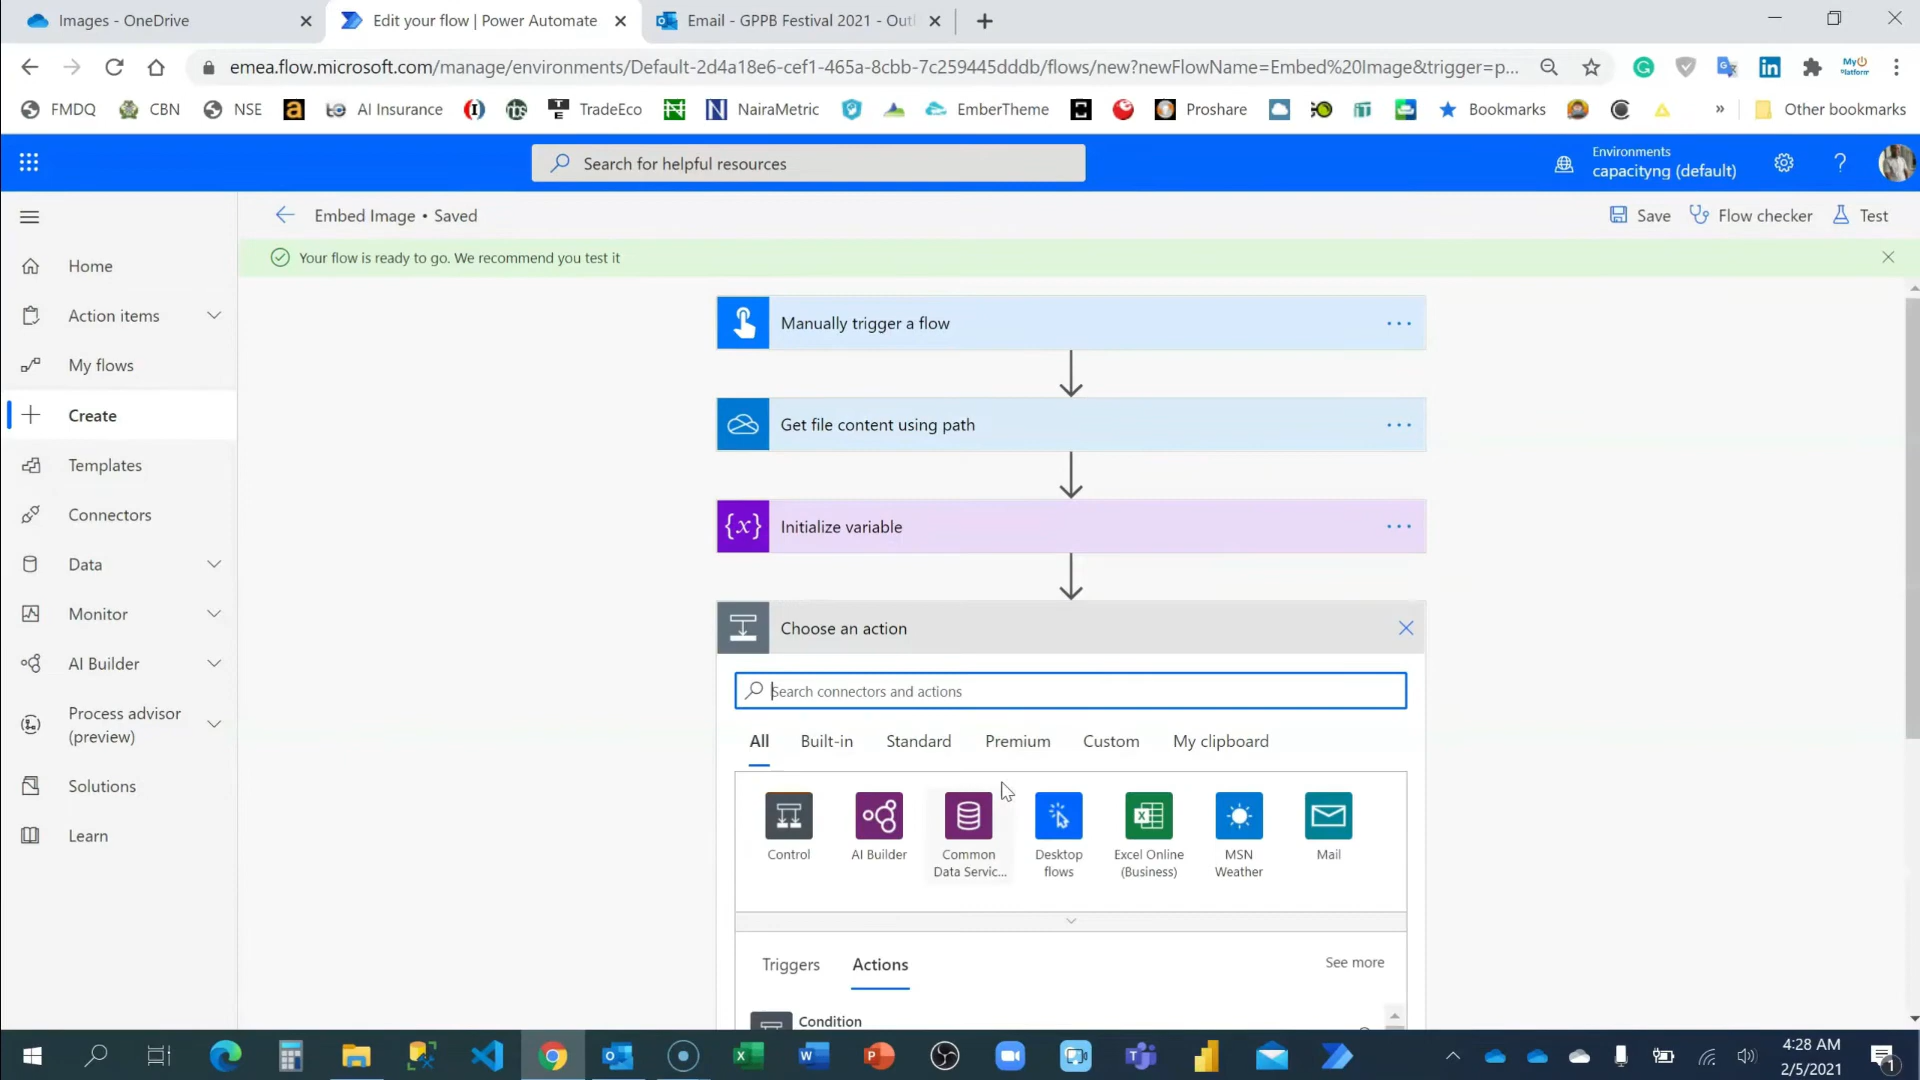 Images - OneDrive
Edit your flow | Power Automate
Email - GPPB Festival 2021 - Outl
emea.flow.microsoft.com/manage/environments/Default-2d4a18e6-cef1-465a-8cbb-7c259445dddb/flows/new?newFlowName=Embed%20Image&trigger=p...
FMDQ
CBN
NSE
AI Insurance
TradeEco
NairaMetric
EmberTheme
Proshare
Bookmarks
»
Other bookmarks
Search for helpful resources
Environments
capacityng (default)
Embed Image • Saved
Save
Flow checker
Test
Your flow is ready to go. We recommend you test it
Home
Action items
My flows
Create
Templates
Connectors
Data
Monitor
AI Builder
Process advisor
(preview)
Solutions
Learn
Manually trigger a flow
Get file content using path
Initialize variable
Choose an action
Search connectors and actions
All
Built-in
Standard
Premium
Custom
My clipboard
Control
AI Builder
Common
Data Servic...
Desktop
flows
Excel Online
(Business)
MSN
Weather
Mail
Triggers
Actions
See more
Condition
4:28 AM
2/5/2021
1